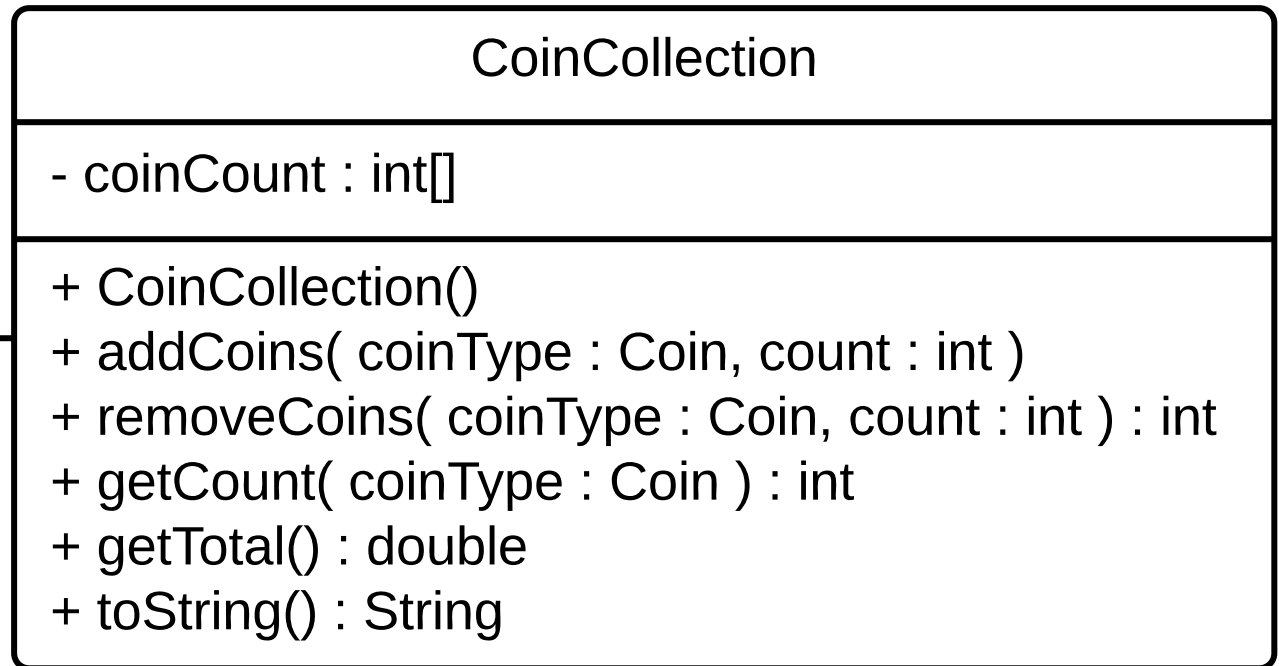 CoinCollection
- coinCount : int[]
+ CoinCollection()
+ addCoins( coinType : Coin, count : int )
+ removeCoins( coinType : Coin, count : int ) : int
+ getCount( coinType : Coin ) : int
+ getTotal() : double
+ toString() : String